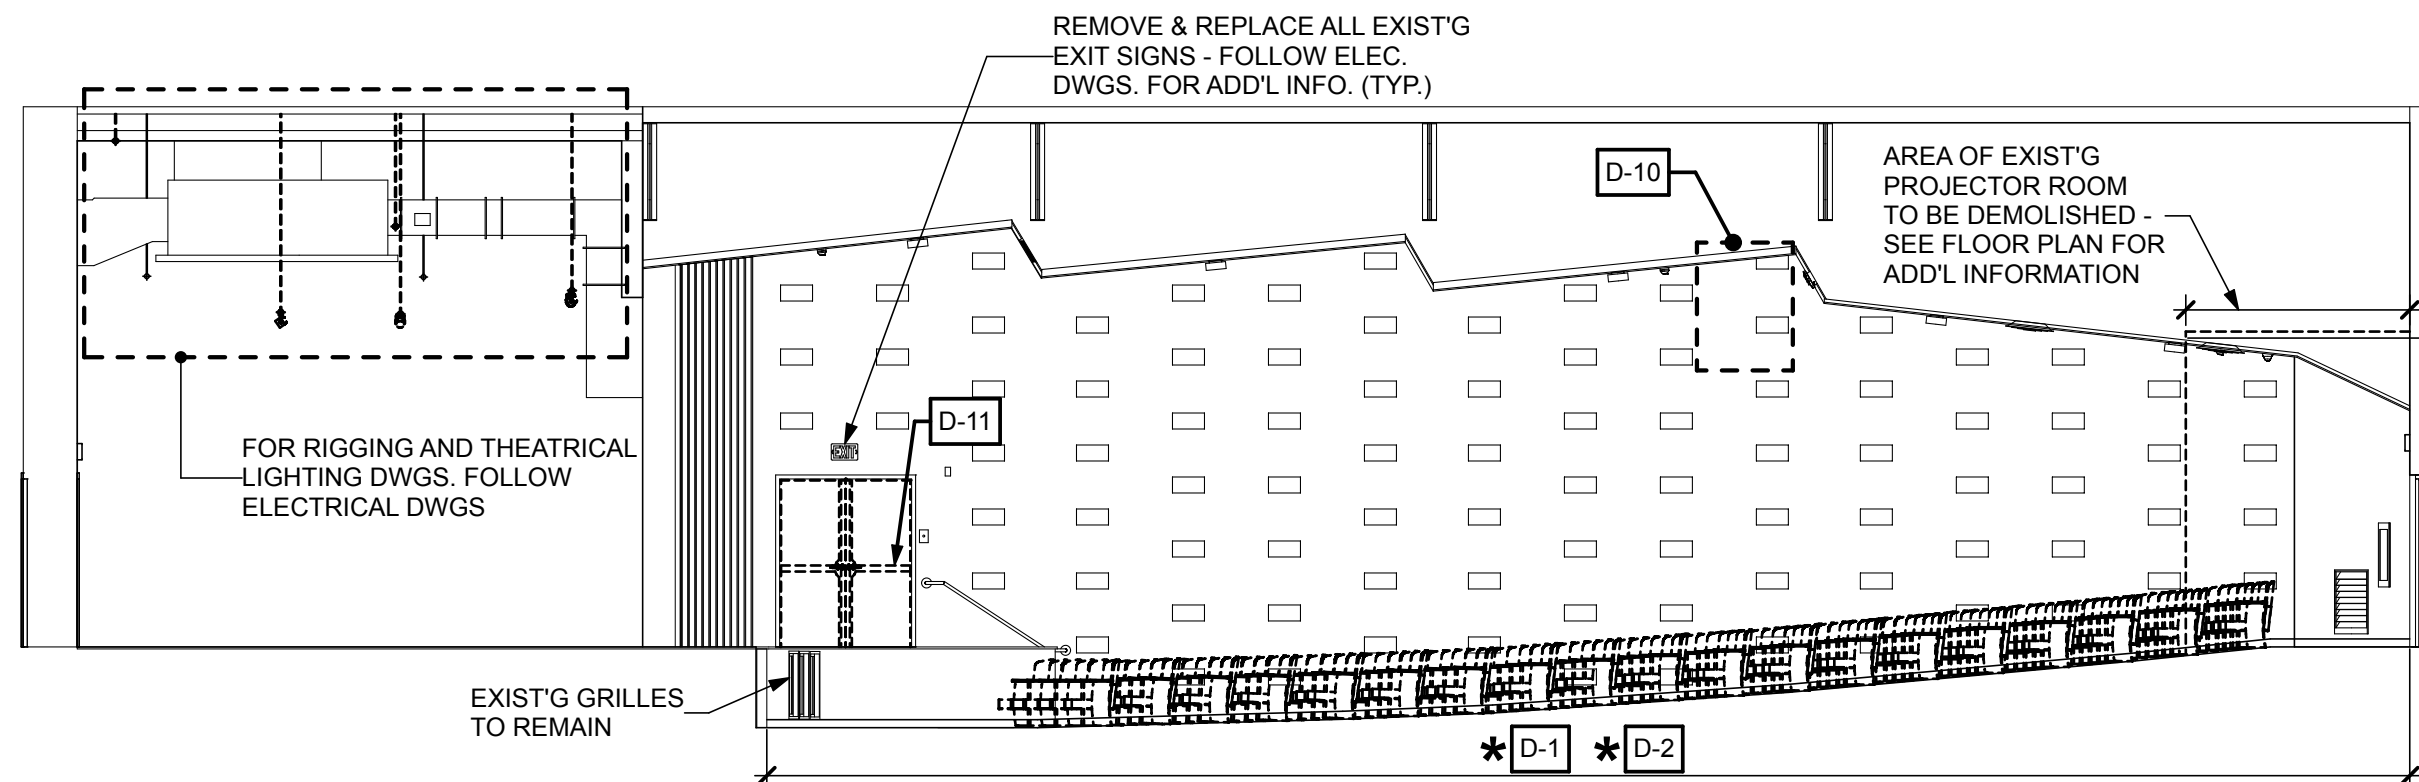 REMOVE & REPLACE ALL EXIST'G
EXIT SIGNS - FOLLOW ELEC.
DWGS. FOR ADD'L INFO. (TYP.)
D-10
AREA OF EXIST'G
PROJECTOR ROOM
TO BE DEMOLISHED -
SEE FLOOR PLAN FOR
ADD'L INFORMATION
D-11
EXIT
FOR RIGGING AND THEATRICAL
LIGHTING DWGS. FOLLOW
ELECTRICAL DWGS
EXIST'G GRILLES
TO REMAIN
* D-1 * D-2